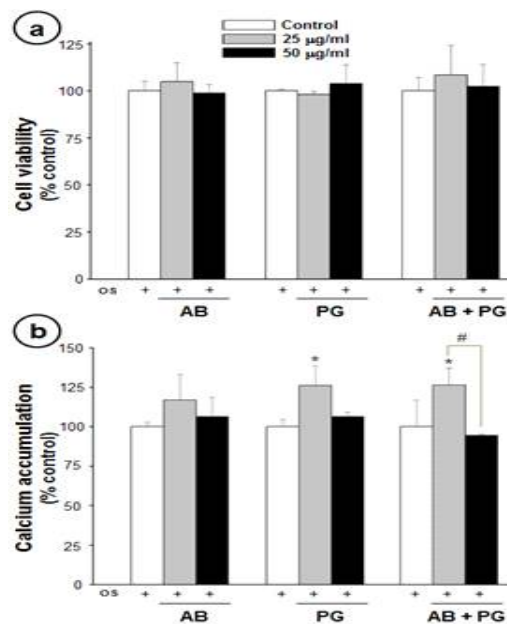 a
Control
25 µg/ml
50 µg/ml
Cell viability
(% control)
125
100
75
50
25
0
os + + + + + + + + +
AB PG AB + PG
b
#
* *
Calcium accumulation
(% control)
150
125
100
75
50
25
0
os + + + + + + + + +
AB PG AB + PG